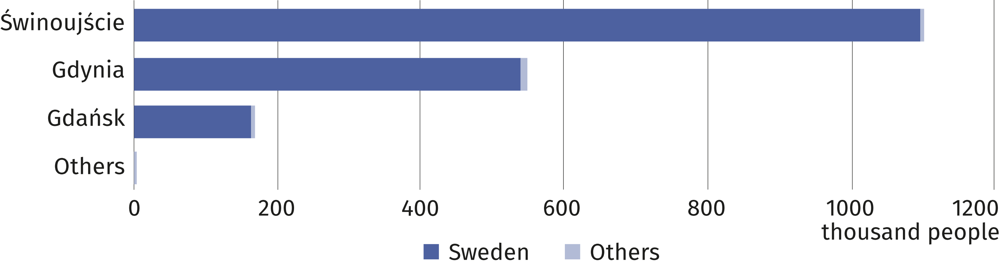 Świnoujście
Gdynia
Gdańsk
Others
0 200 400 600 800 1000 1200
thousand people
Sweden Others